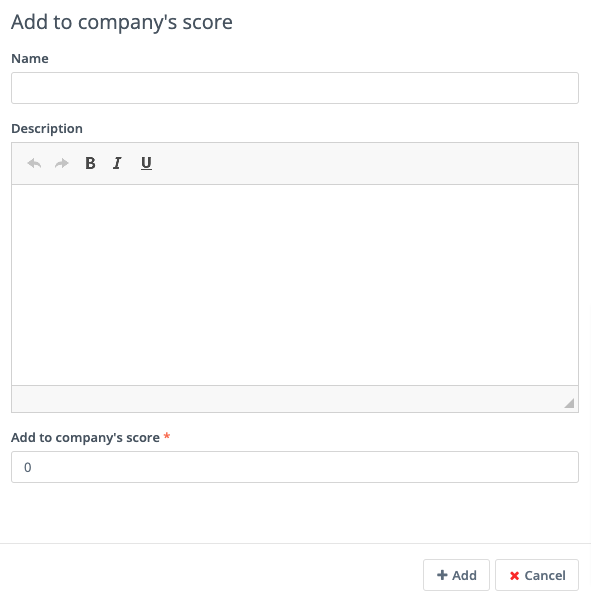 Add to company's score
Name
Description
B I U
Add to company's score *
0
Add Cancel